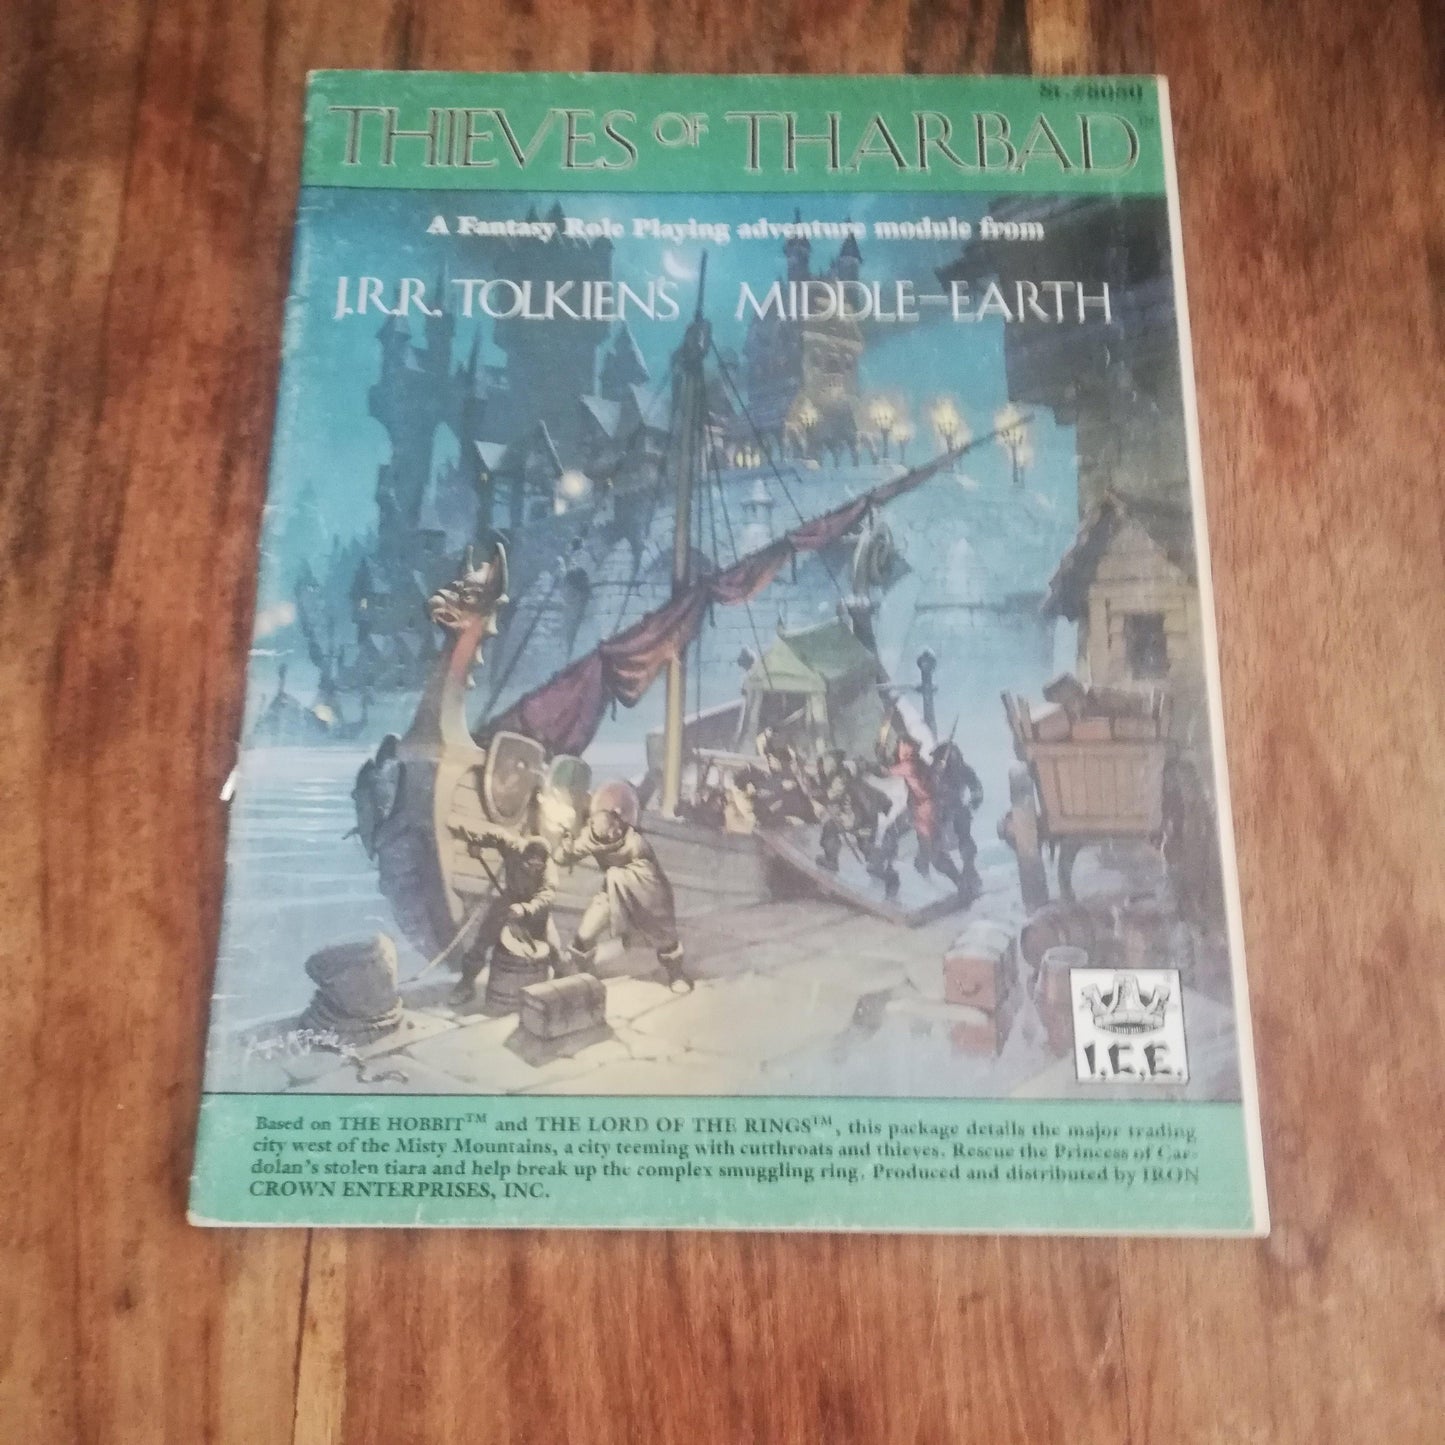 St. #8050
THIEVES OF THARBAD™
A Fantasy Role Playing adventure module from
J.R.R. TOLKIEN'S MIDDLE-EARTH
Angus McBride
I.C.E.
Based on THE HOBBIT™ and THE LORD OF THE RINGS™, this package details the major trading
city west of the Misty Mountains, a city teeming with cutthroats and thieves. Rescue the Princess of Car-
dolan's stolen tiara and help break up the complex smuggling ring. Produced and distributed by IRON
CROWN ENTERPRISES, INC.